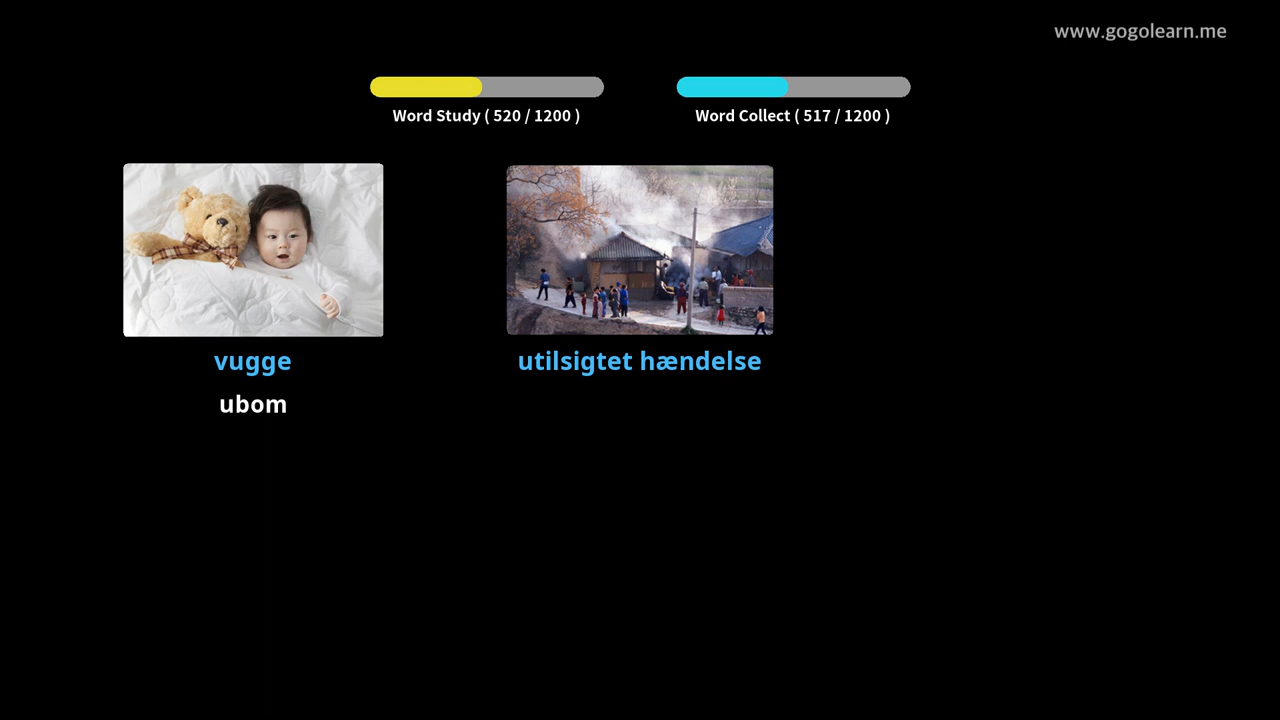 www.gogolearn.me
Word Study ( 520 / 1200 )
Word Collect ( 517 / 1200 )
vugge
utilsigtet hændelse
ubom